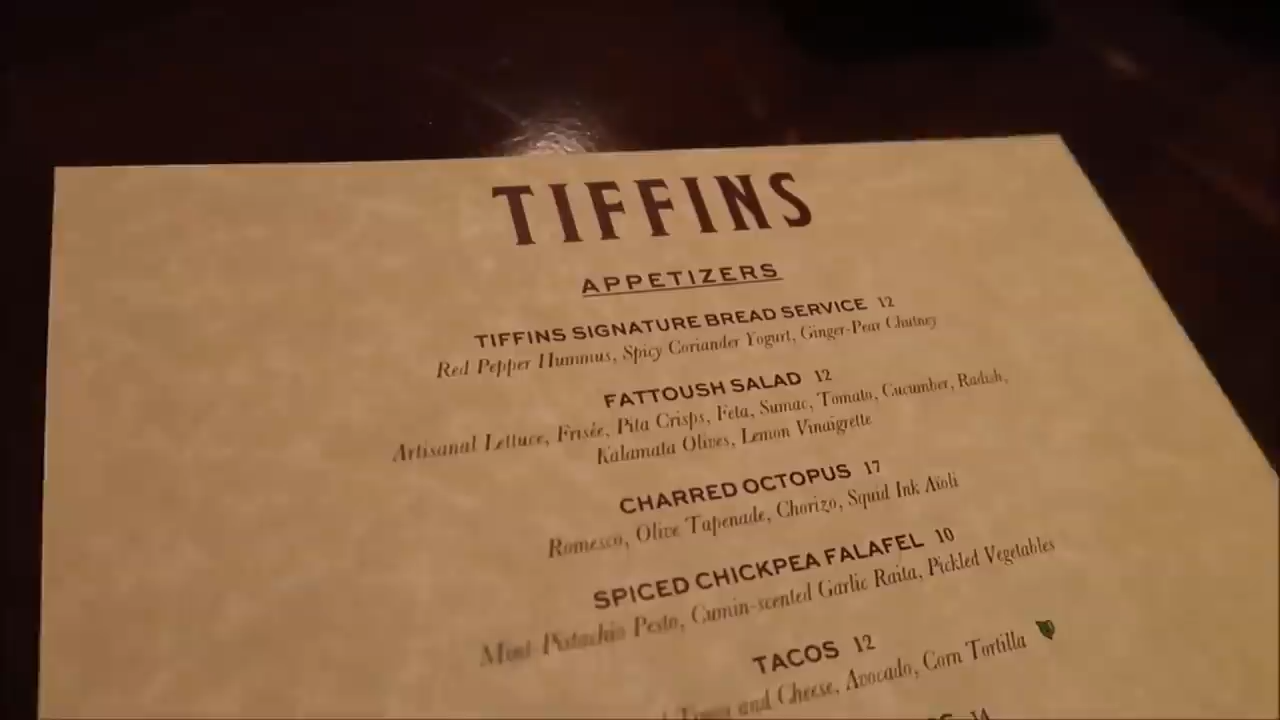 TIFFINS
APPETIZERS
TIFFINS SIGNATURE BREAD SERVICE 12
Red Pepper Hummus, Spicy Coriander Yogurt, Ginger-Pear Chutney
FATTOUSH SALAD 12
Artisanal Lettuce, Frisée, Pita Crisps, Feta, Sumac, Tomato, Cucumber, Radish,
Kalamata Olives, Lemon Vinaigrette
CHARRED OCTOPUS 17
Romesco, Olive Tapenade, Chorizo, Squid Ink Aïoli
SPICED CHICKPEA FALAFEL 10
Mint Pistachio Pesto, Cumin-scented Garlic Raita, Pickled Vegetables
TACOS 12
and Cheese, Avocado, Corn Tortilla
14